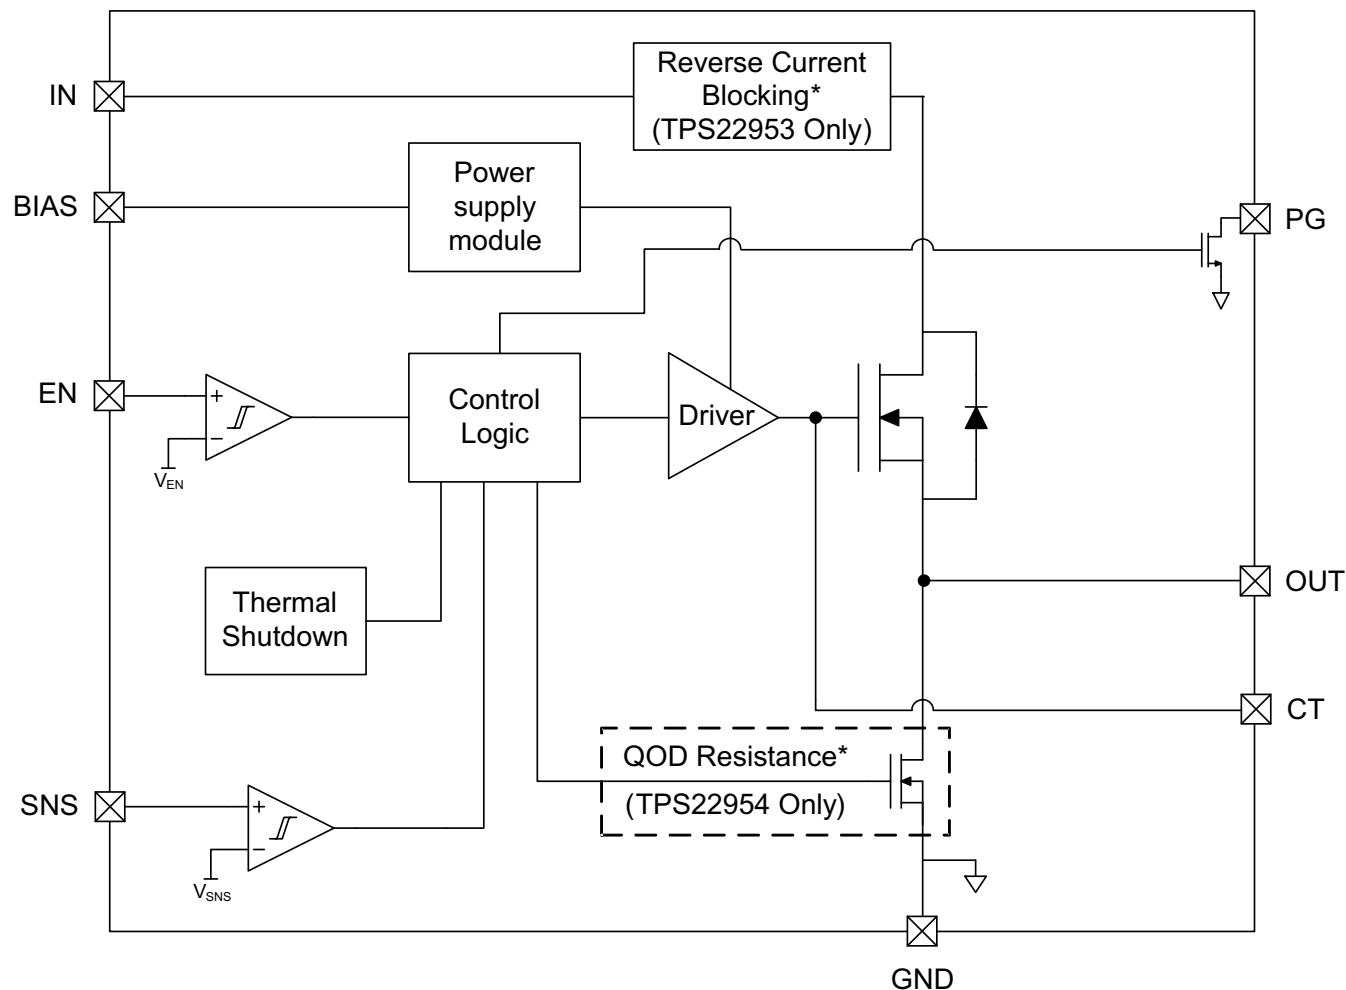 Reverse Current
Blocking*
(TPS22953 Only)
IN
Power
supply
module
BIAS
PG
EN
+
−
V_EN
Control
Logic
Driver
Thermal
Shutdown
OUT
CT
QOD Resistance*
(TPS22954 Only)
SNS
+
−
V_SNS
GND